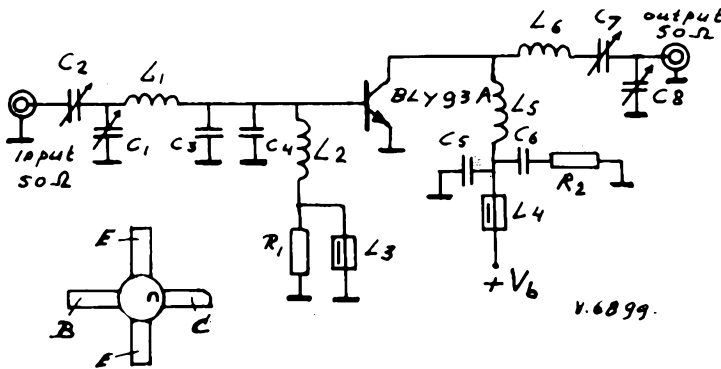 C2
L1
input
50Ω
C1
C3
C4
L2
R1
L3
BLY93A
L6
C7
output
50Ω
C8
L5
C5
C6
R2
L4
+Vb
E
B
C
E
V.6899.